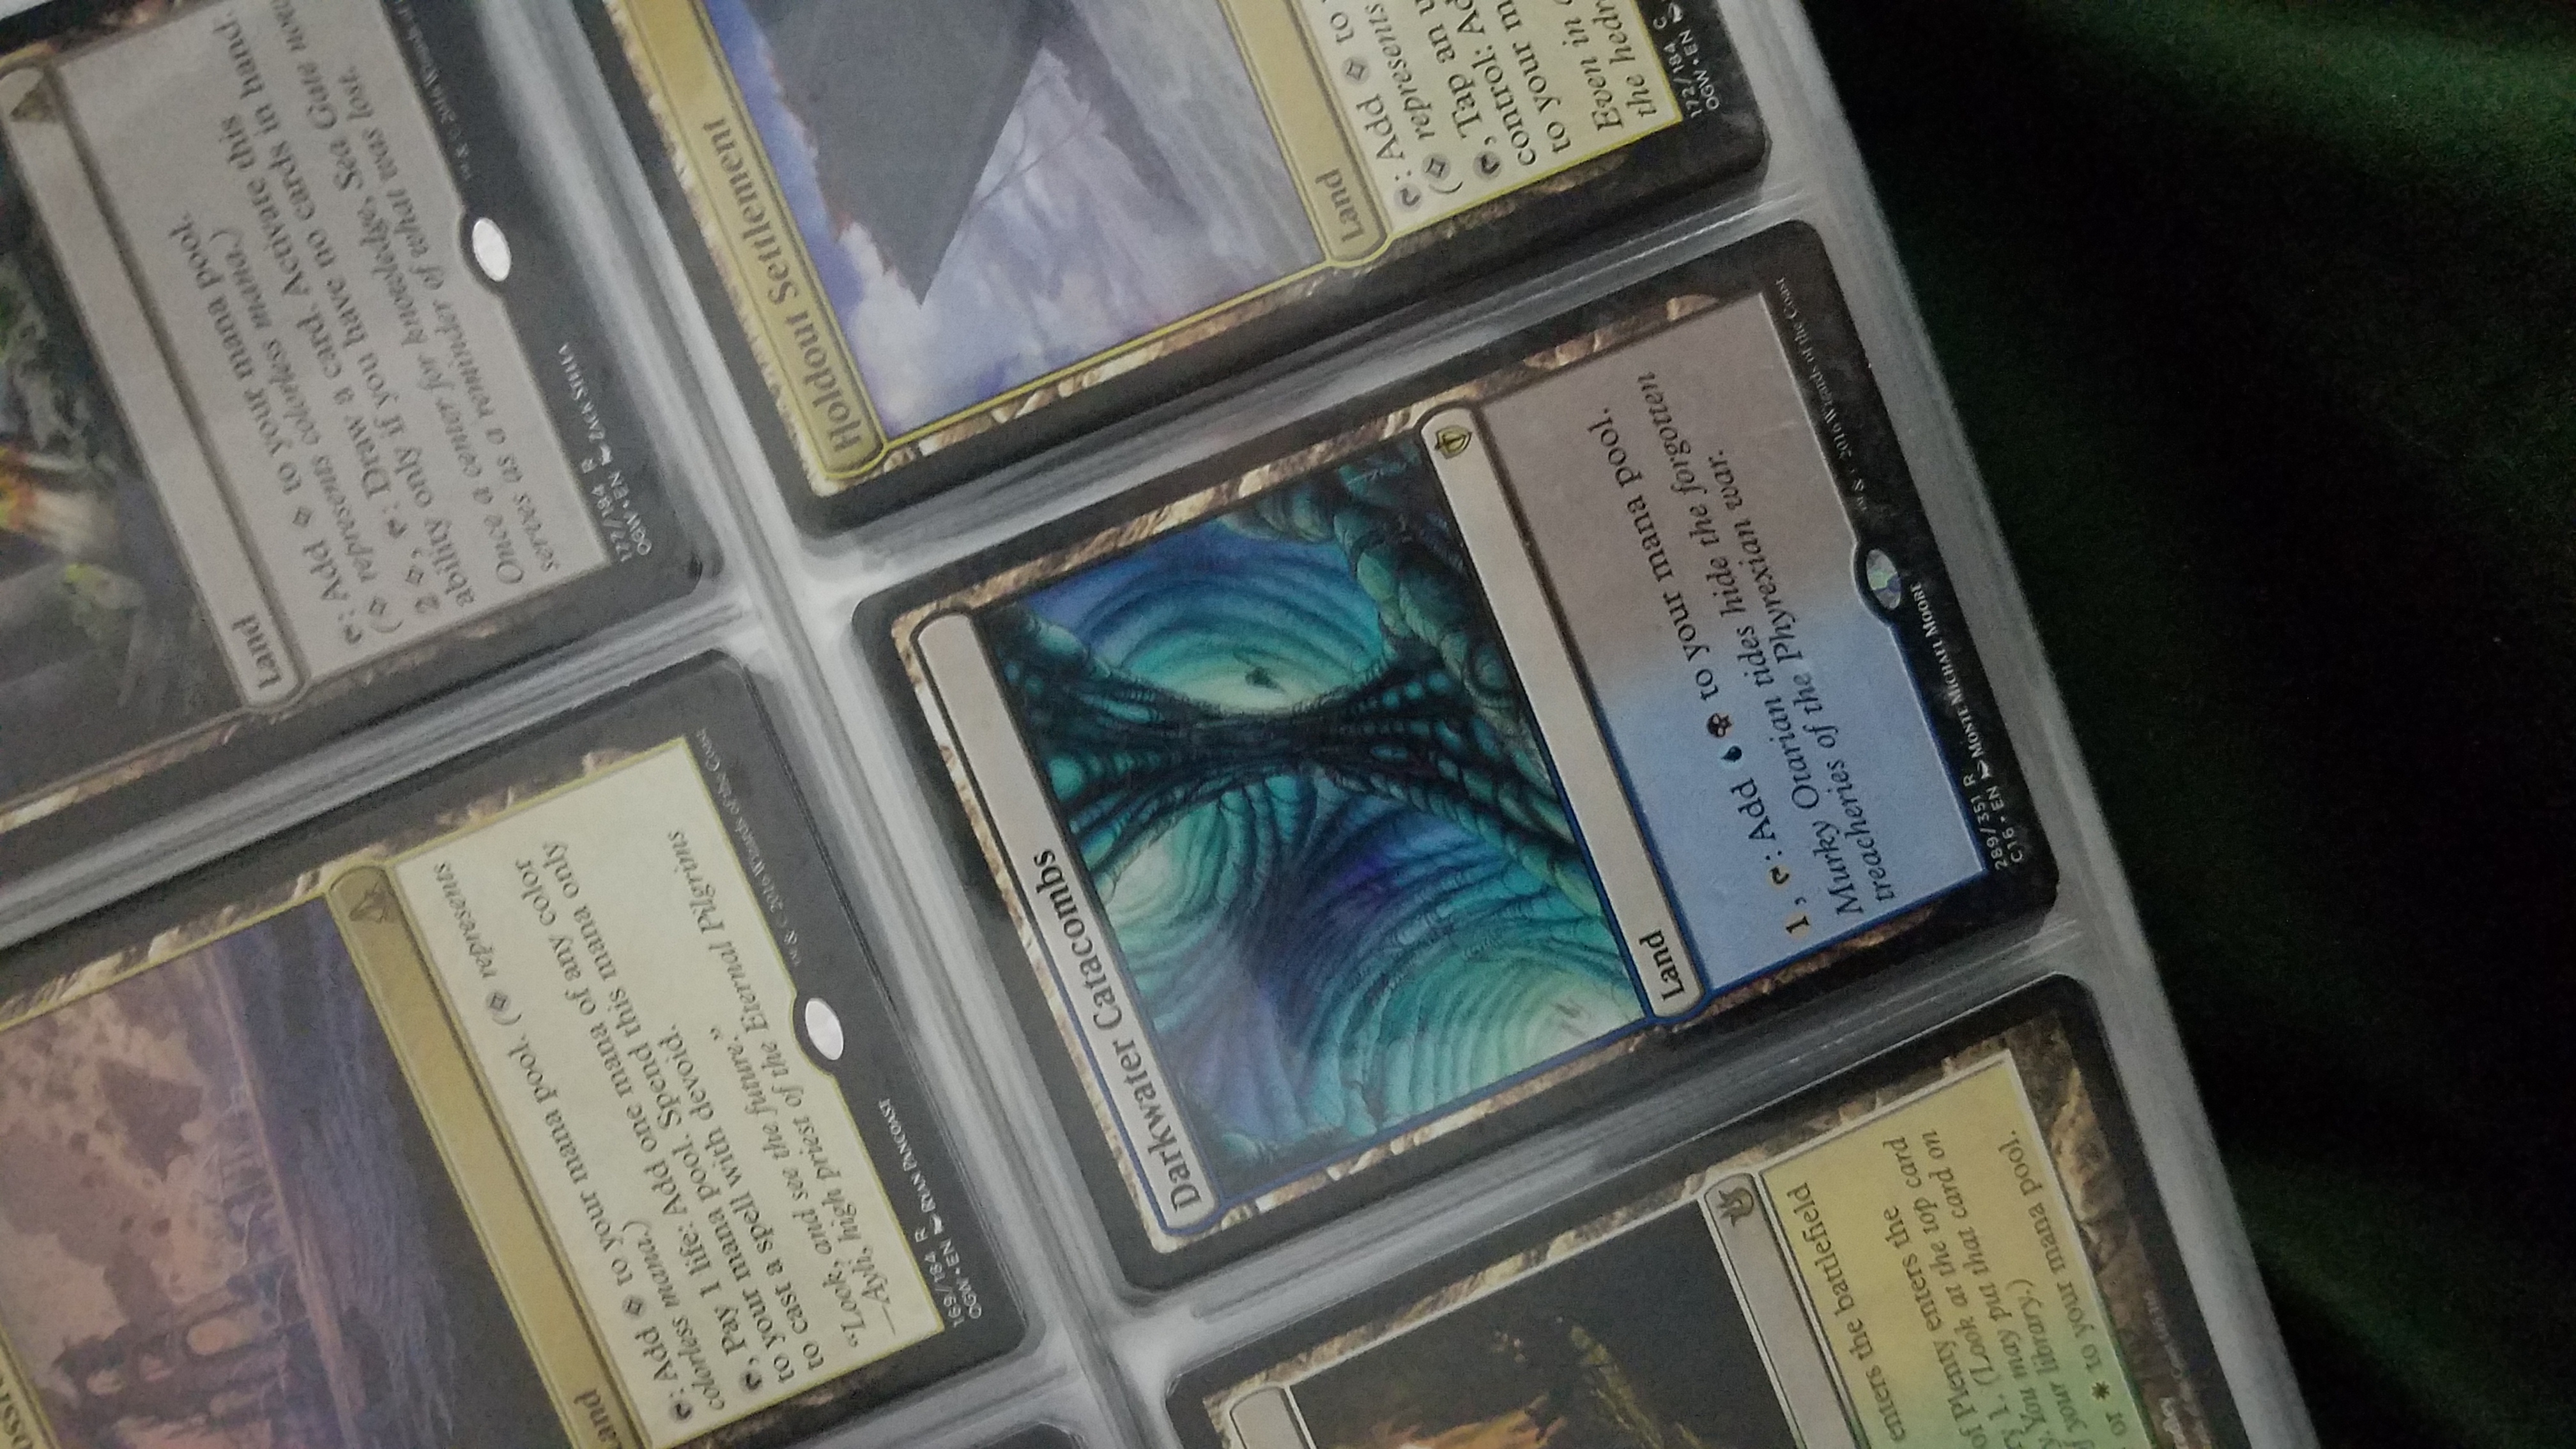 Land
: Add to your mana pool. ( represents
colorless mana.)
, Pay 1 life: Add one mana of any color
to your mana pool. Spend this mana only
to cast a spell with devoid.
“Look, and see the future.”
—Ayli, high priest of the Eternal Pilgrims
™ & © 2016 Wizards of the Coast
169/184 R
OGW • EN RYAN PANCOAST
Land
: Add to your mana pool.
( represents colorless mana.)
2 , : Draw a card. Activate this
ability only if you have no cards in hand.
Once a center for knowledge, Sea Gate now
serves as a reminder of what was lost.
™ & © 2016 Wizards of
177/184 R
OGW • EN ZACK STELLA
enters the battlefield
of Plenty enters the
1. (Look at the top card
You may put that card on
your library.)
or to your mana pool.
Darkwater Catacombs
Land
1, : Add to your mana pool.
Murky Otarian tides hide the forgotten
treacheries of the Phyrexian war.
™ & © 2016 Wizards of the Coast
289/351 R
C16 • EN MONTE MICHAEL MOORE
Holdout Settlement
Land
: Add to
( represents
, Tap an
control:
to your
Even in
the
172/184 C
OGW • EN